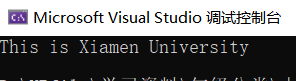 Microsoft Visual Studio 调试控制台
This is Xiamen University